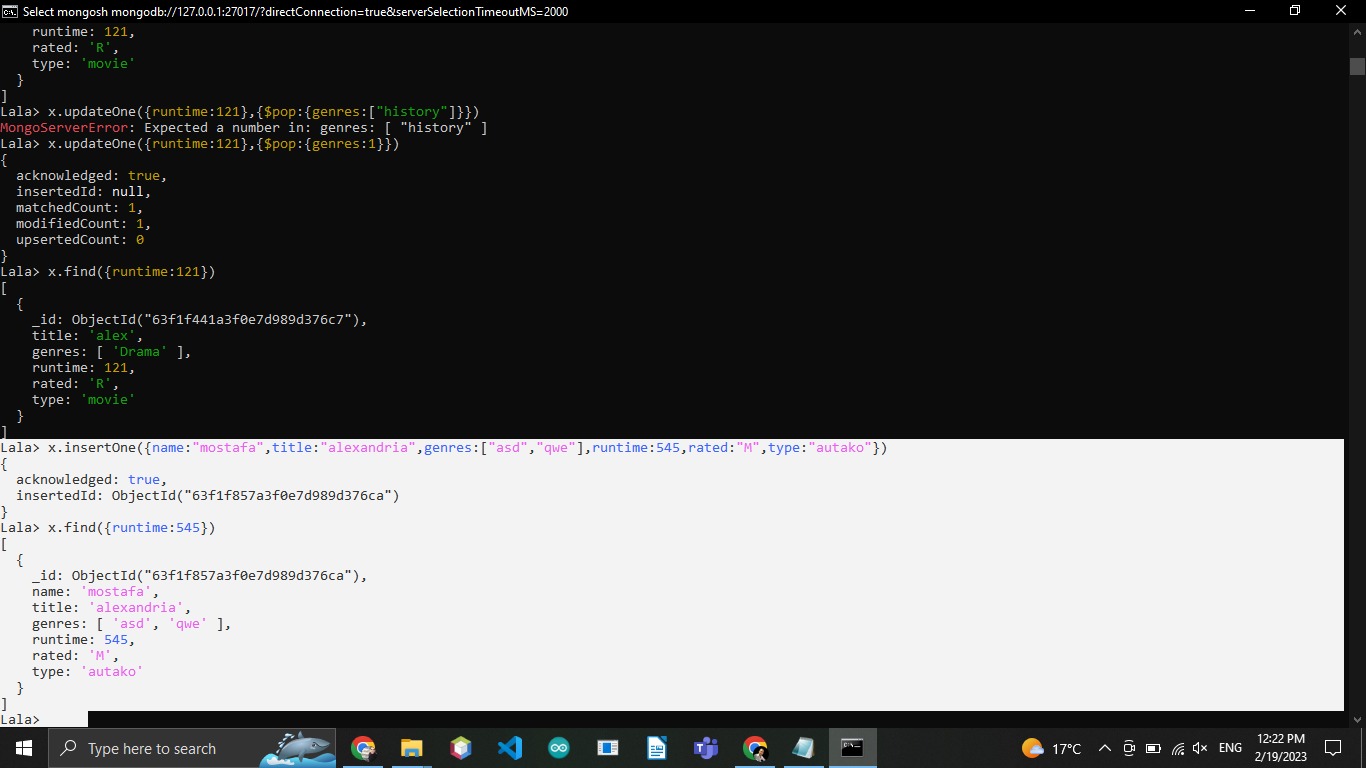 Select mongosh mongodb://127.0.0.1:27017/?directConnection=true&serverSelectionTimeoutMS=2000
    runtime: 121,
    rated: 'R',
    type: 'movie'
  }
]
Lala> x.updateOne({runtime:121},{$pop:{genres:["history"]}})
MongoServerError: Expected a number in: genres: [ "history" ]
Lala> x.updateOne({runtime:121},{$pop:{genres:1}})
{
  acknowledged: true,
  insertedId: null,
  matchedCount: 1,
  modifiedCount: 1,
  upsertedCount: 0
}
Lala> x.find({runtime:121})
[
  {
    _id: ObjectId("63f1f441a3f0e7d989d376c7"),
    title: 'alex',
    genres: [ 'Drama' ],
    runtime: 121,
    rated: 'R',
    type: 'movie'
  }
]
Lala> x.insertOne({name:"mostafa",title:"alexandria",genres:["asd","qwe"],runtime:545,rated:"M",type:"autako"})
{
  acknowledged: true,
  insertedId: ObjectId("63f1f857a3f0e7d989d376ca")
}
Lala> x.find({runtime:545})
[
  {
    _id: ObjectId("63f1f857a3f0e7d989d376ca"),
    name: 'mostafa',
    title: 'alexandria',
    genres: [ 'asd', 'qwe' ],
    runtime: 545,
    rated: 'M',
    type: 'autako'
  }
]
Lala>
Type here to search
17°C
ENG
12:22 PM
2/19/2023